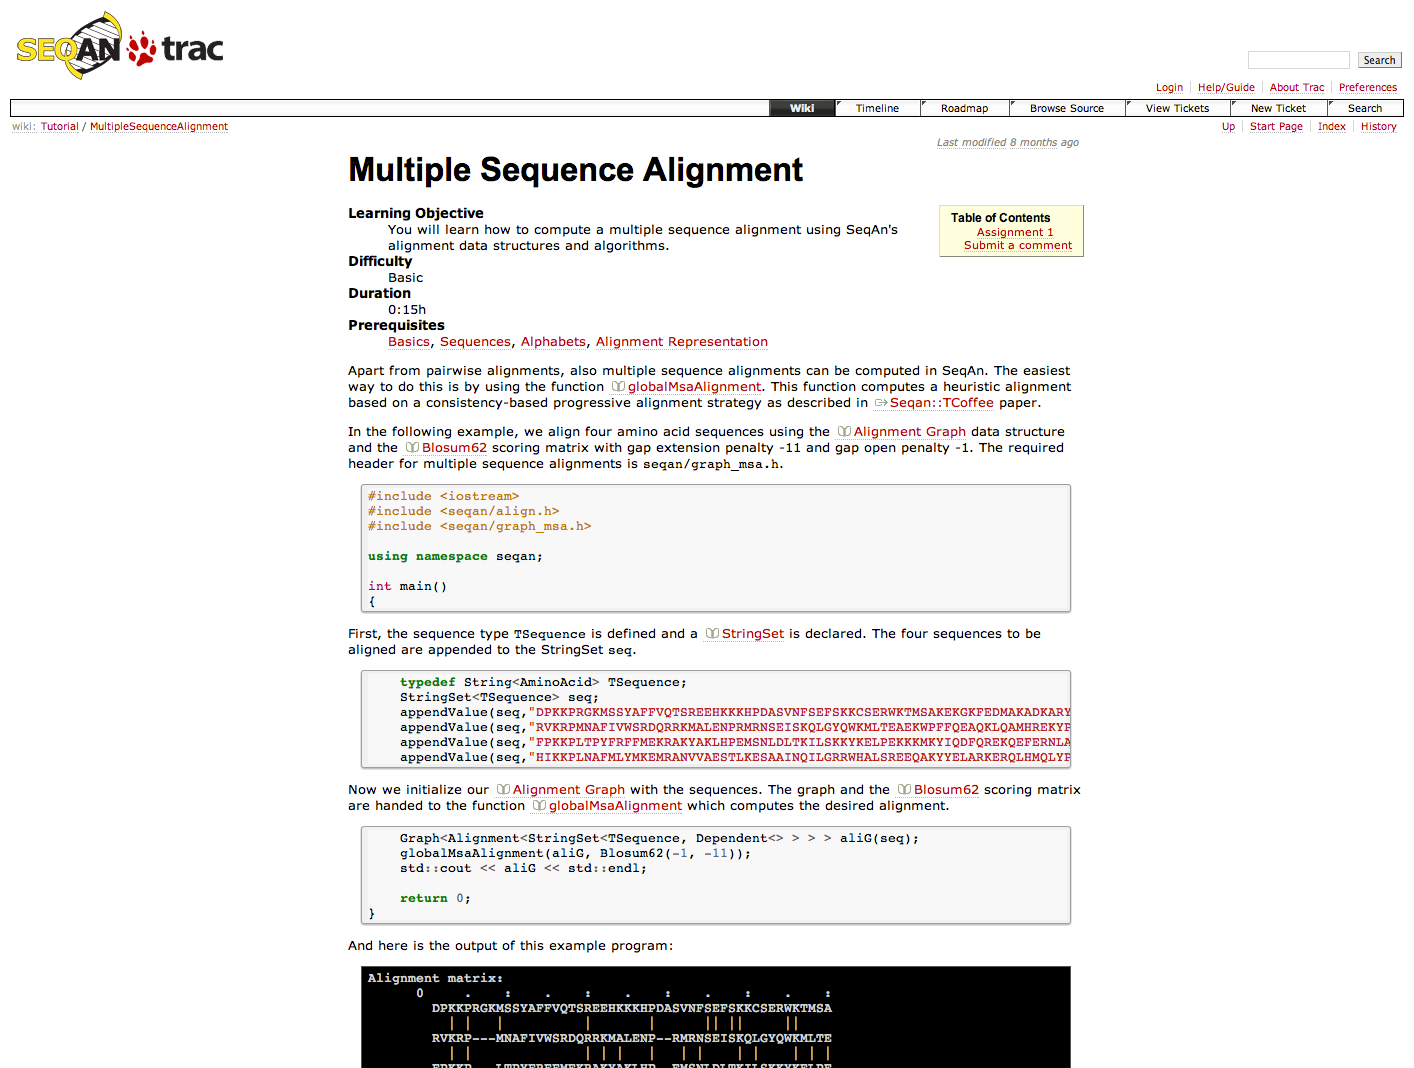 SEQAN trac
Search
Login Help/Guide About Trac Preferences
Wiki Timeline Roadmap Browse Source View Tickets New Ticket Search
wiki: Tutorial / MultipleSequenceAlignment
Up Start Page Index History
Last modified 8 months ago
Multiple Sequence Alignment
Table of Contents
Assignment 1
Submit a comment
Learning Objective
You will learn how to compute a multiple sequence alignment using SeqAn's
alignment data structures and algorithms.
Difficulty
Basic
Duration
0:15h
Prerequisites
Basics, Sequences, Alphabets, Alignment Representation
Apart from pairwise alignments, also multiple sequence alignments can be computed in SeqAn. The easiest
way to do this is by using the function globalMsaAlignment. This function computes a heuristic alignment
based on a consistency-based progressive alignment strategy as described in Seqan::TCoffee paper.
In the following example, we align four amino acid sequences using the Alignment Graph data structure
and the Blosum62 scoring matrix with gap extension penalty -11 and gap open penalty -1. The required
header for multiple sequence alignments is seqan/graph_msa.h.
#include <iostream>
#include <seqan/align.h>
#include <seqan/graph_msa.h>
using namespace seqan;
int main()
{
First, the sequence type TSequence is defined and a StringSet is declared. The four sequences to be
aligned are appended to the StringSet seq.
typedef String<AminoAcid> TSequence;
StringSet<TSequence> seq;
appendValue(seq,"DPKKPRGKMSSYAFFVQTSREEHKKKHPDASVNFSEFSKKCSERWKTMSAKEKGKFEDMAKADKARY
appendValue(seq,"RVKRPMNAFIVWSRDQRRKMALENPRMRNSEISKQLGYQWKMLTEAEKWPFFQEAQKLQAMHREKYP
appendValue(seq,"FPKKPLTPYFRFFMEKRAKYAKLHPEMSNLDLTKILSKKYKELPEKKKMKYIQDFQREKQEFERNLA
appendValue(seq,"HIKKPLNAFMLYMKEMRANVVAESTLKESAAINQILGRRWHALSREEQAKYYELARKERQLHMQLYP
Now we initialize our Alignment Graph with the sequences. The graph and the Blosum62 scoring matrix
are handed to the function globalMsaAlignment which computes the desired alignment.
Graph<Alignment<StringSet<TSequence, Dependent<> > > > aliG(seq);
globalMsaAlignment(aliG, Blosum62(-1, -11));
std::cout << aliG << std::endl;
return 0;
}
And here is the output of this example program:
Alignment matrix:
0 . : . : . : . : . :
DPKKPRGKMSSYAFFVQTSREEHKKKHPDASVNFSEFSKKCSERWKTMSA
|| | | | || || ||
RVKRP---MNAFIVWSRDQRRKMALENP--RMRNSEISKQLGYQWKMLTE
| | | | | | | | | | | | |